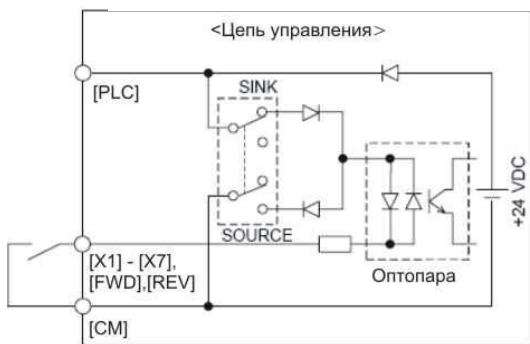 <Цепь управления>
[PLC]
SINK
+24 VDC
SOURCE
[X1] - [X7],
[FWD],[REV]
Оптопара
[CM]